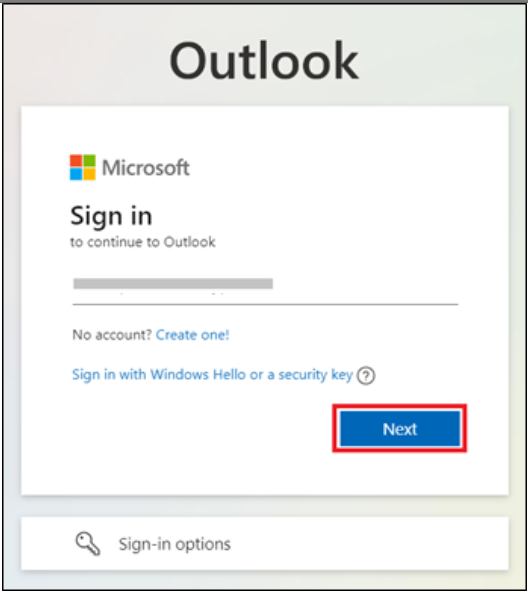 Outlook
Microsoft
Sign in
to continue to Outlook
No account? Create one!
Sign in with Windows Hello or a security key ?
Next
Sign-in options